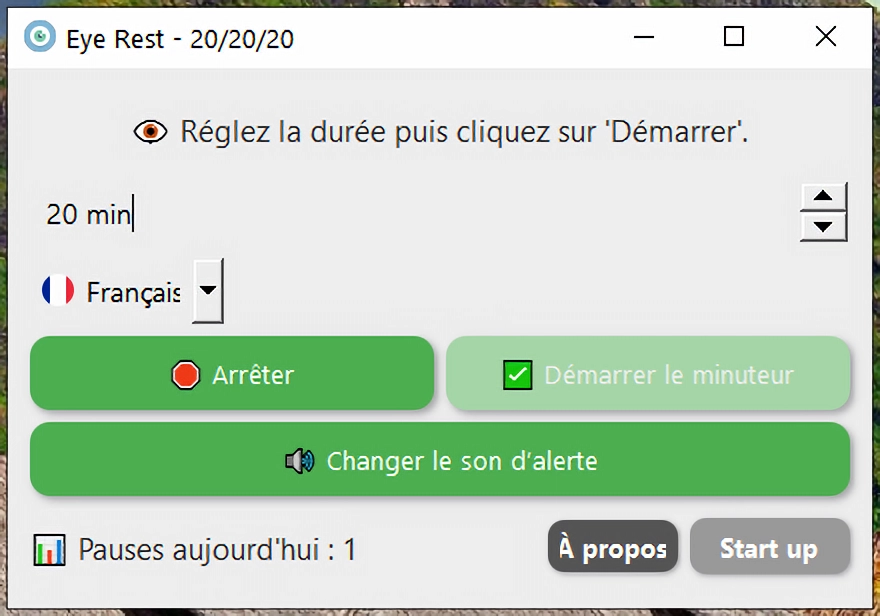 Eye Rest - 20/20/20
Réglez la durée puis cliquez sur 'Démarrer'.
20 min
Français
Arrêter
Démarrer le minuteur
Changer le son d’alerte
Pauses aujourd'hui : 1
À propos
Start up